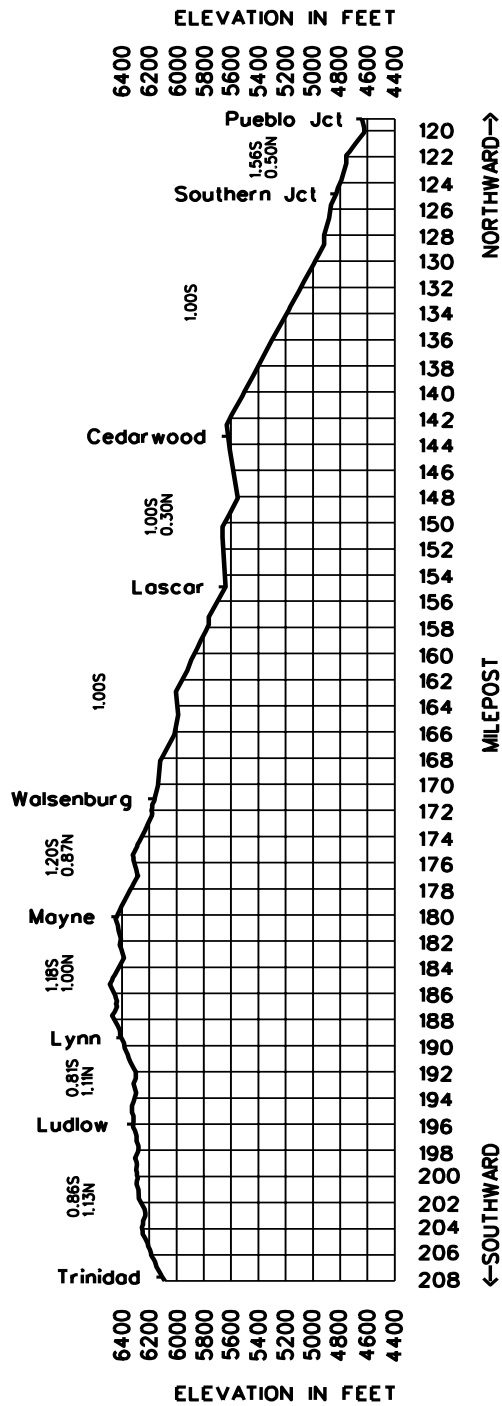 ELEVATION IN FEET
6400 6200 6000 5800 5600 5400 5200 5000 4800 4600 4400
Pueblo Jct
120
1.56S
0.50N
122
124
Southern Jct
126
128
130
132
1.00S
134
136
138
140
142
Cedarwood
144
146
148
1.00S
0.30N
150
152
154
Lascar
156
158
160
162
1.00S
164
166
168
170
Walsenburg
172
174
1.20S
0.87N
176
178
Mayne
180
182
1.18S
1.00N
184
186
188
Lynn
190
0.81S
1.11N
192
194
Ludlow
196
198
200
0.86S
1.13N
202
204
206
Trinidad
208
NORTHWARD→
MILEPOST
←SOUTHWARD
6400 6200 6000 5800 5600 5400 5200 5000 4800 4600 4400
ELEVATION IN FEET